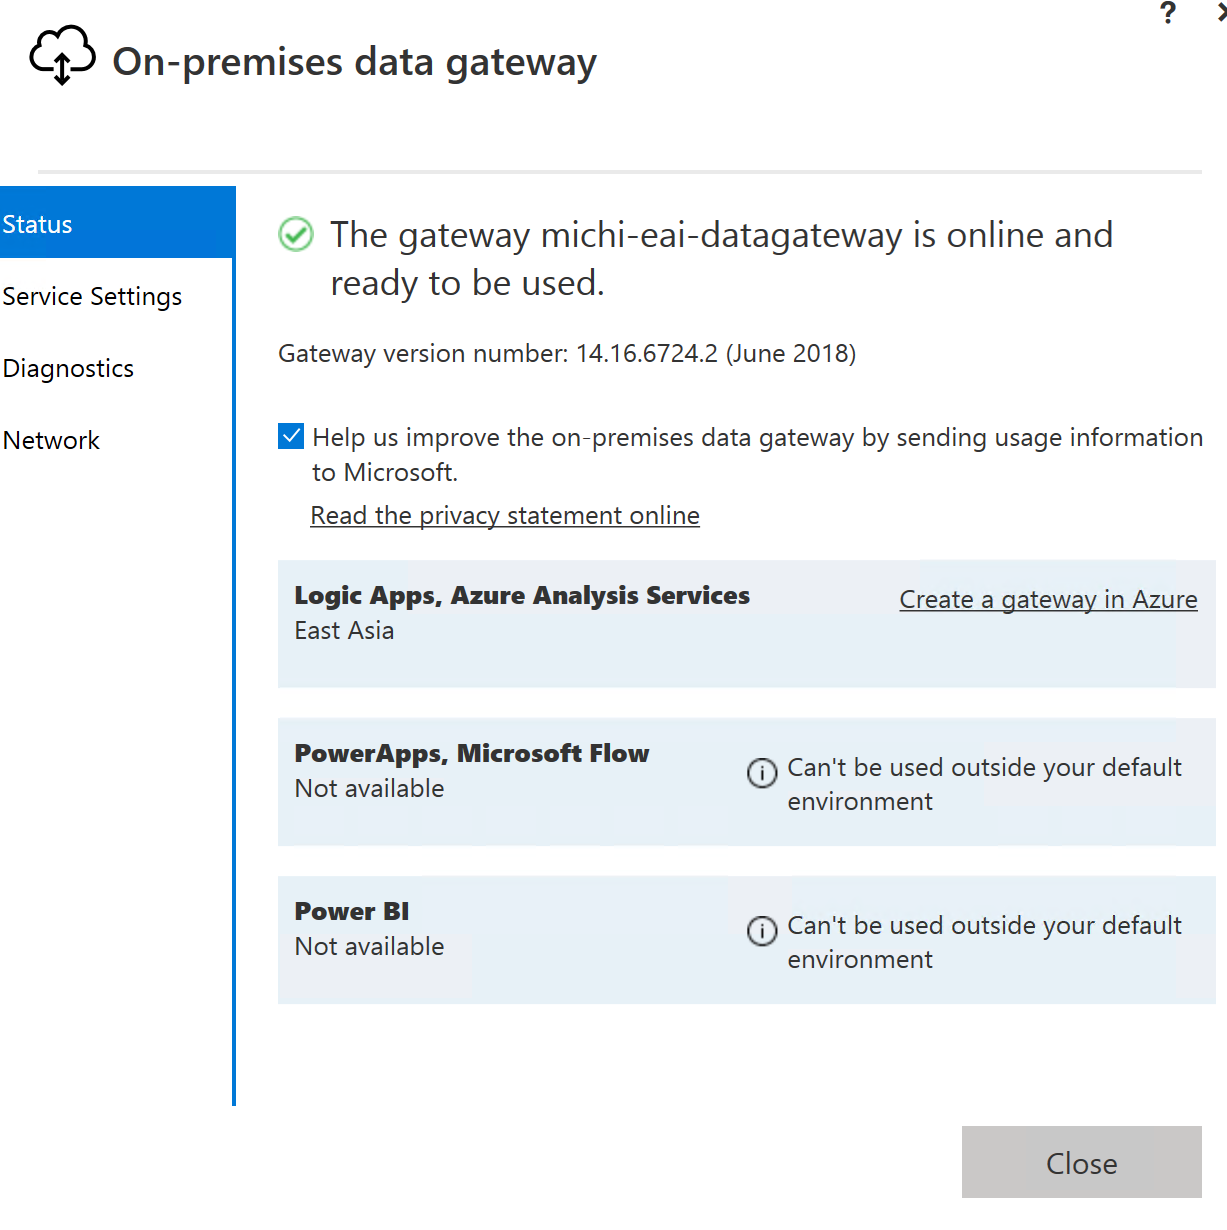 ?
On-premises data gateway
Status
Service Settings
Diagnostics
Network
The gateway michi-eai-datagateway is online and
ready to be used.
Gateway version number: 14.16.6724.2 (June 2018)
Help us improve the on-premises data gateway by sending usage information
to Microsoft.
Read the privacy statement online
Logic Apps, Azure Analysis Services
East Asia
Create a gateway in Azure
PowerApps, Microsoft Flow
Not available
Can't be used outside your default
environment
Power BI
Not available
Can't be used outside your default
environment
Close